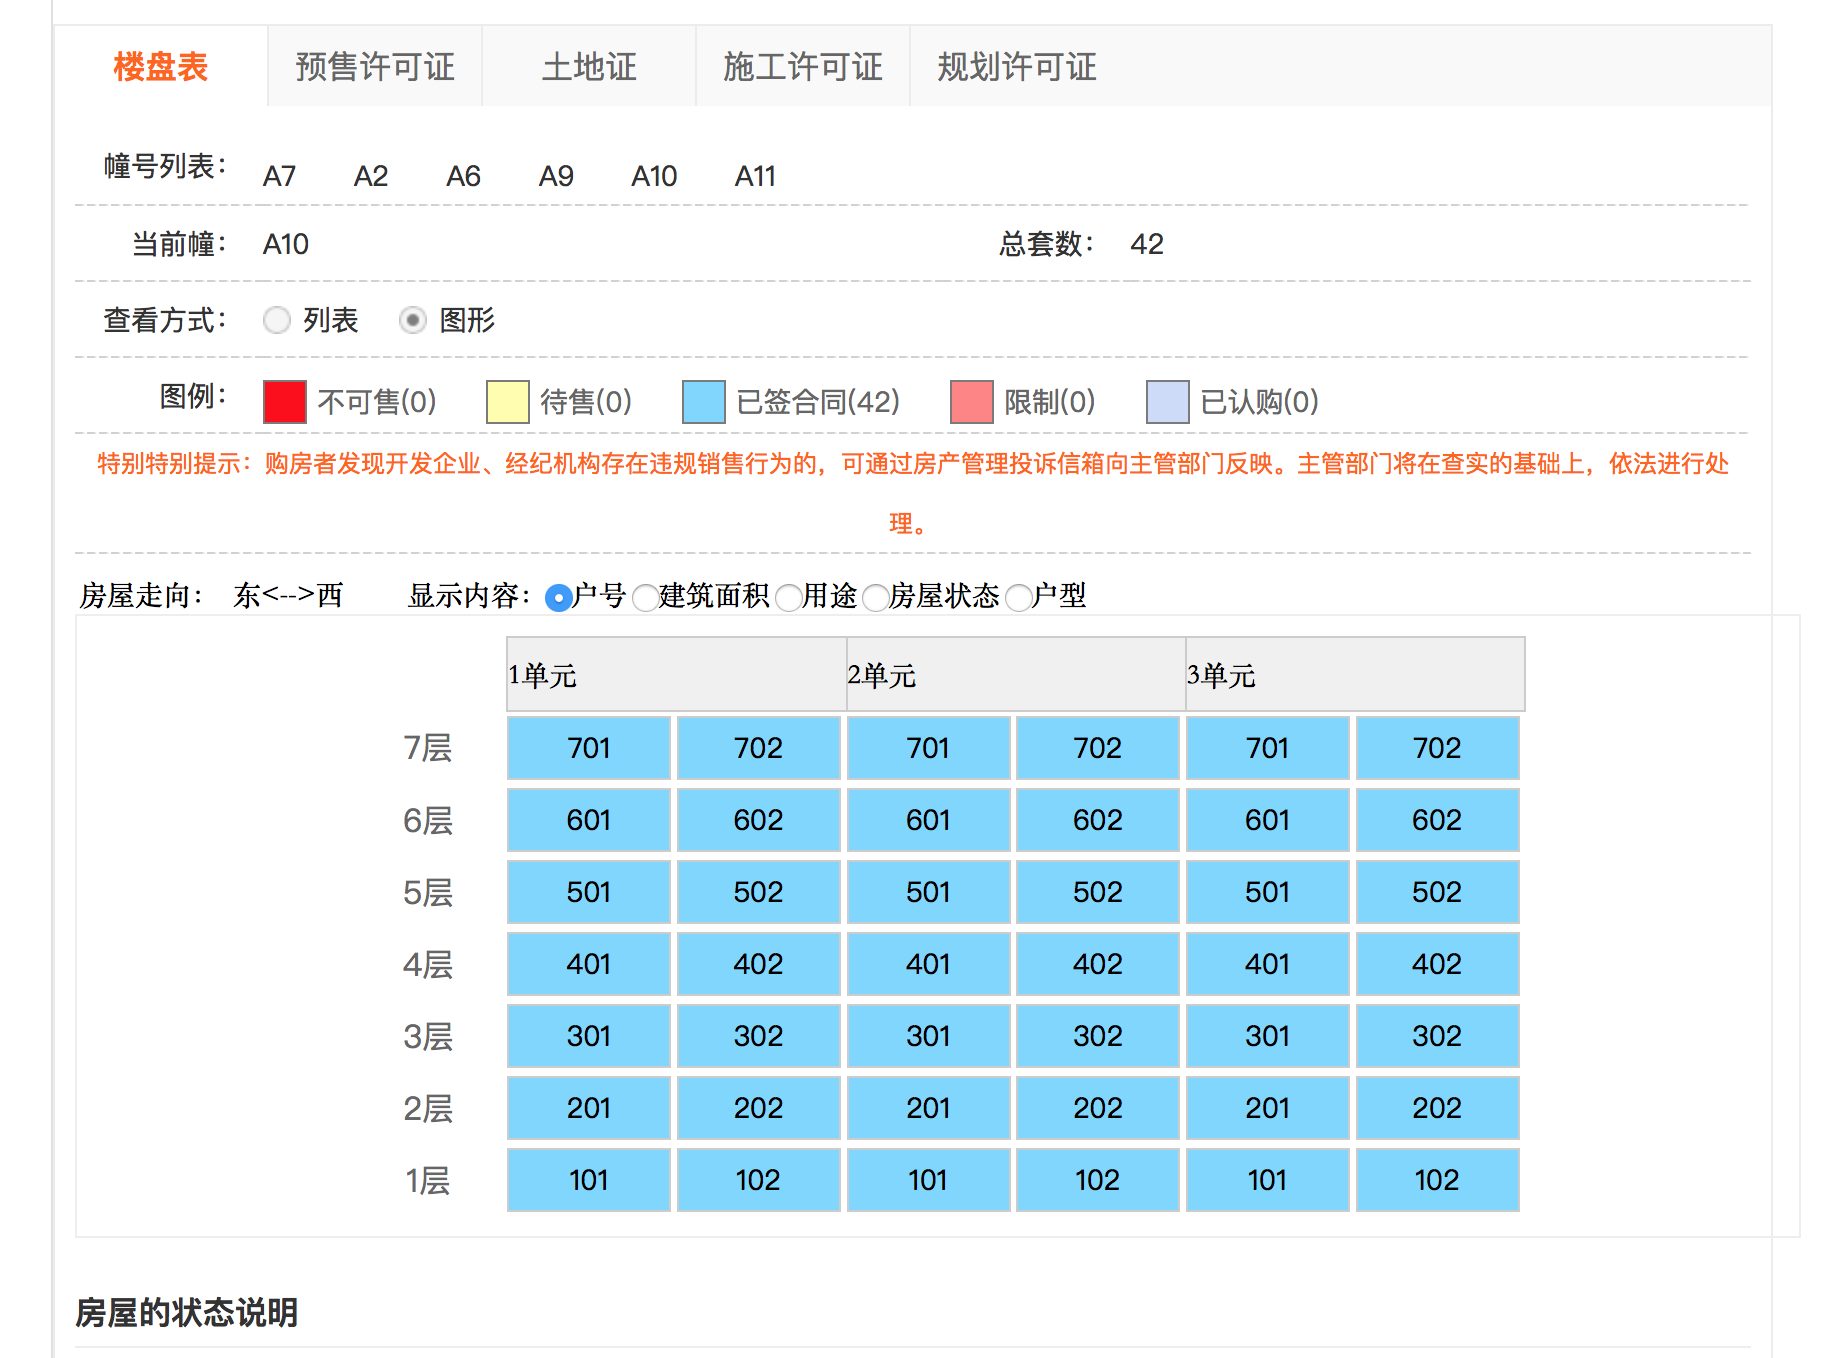 楼盘表 预售许可证 土地证 施工许可证 规划许可证
幢号列表： A7 A2 A6 A9 A10 A11
当前幢： A10 总套数： 42
查看方式： 列表 图形
图例： 不可售(0) 待售(0) 已签合同(42) 限制(0) 已认购(0)
特别特别提示：购房者发现开发企业、经纪机构存在违规销售行为的，可通过房产管理投诉信箱向主管部门反映。主管部门将在查实的基础上，依法进行处
理。
房屋走向： 东<-->西 显示内容： 户号 建筑面积 用途 房屋状态 户型
1单元 2单元 3单元
7层 701 702 701 702 701 702
6层 601 602 601 602 601 602
5层 501 502 501 502 501 502
4层 401 402 401 402 401 402
3层 301 302 301 302 301 302
2层 201 202 201 202 201 202
1层 101 102 101 102 101 102
房屋的状态说明